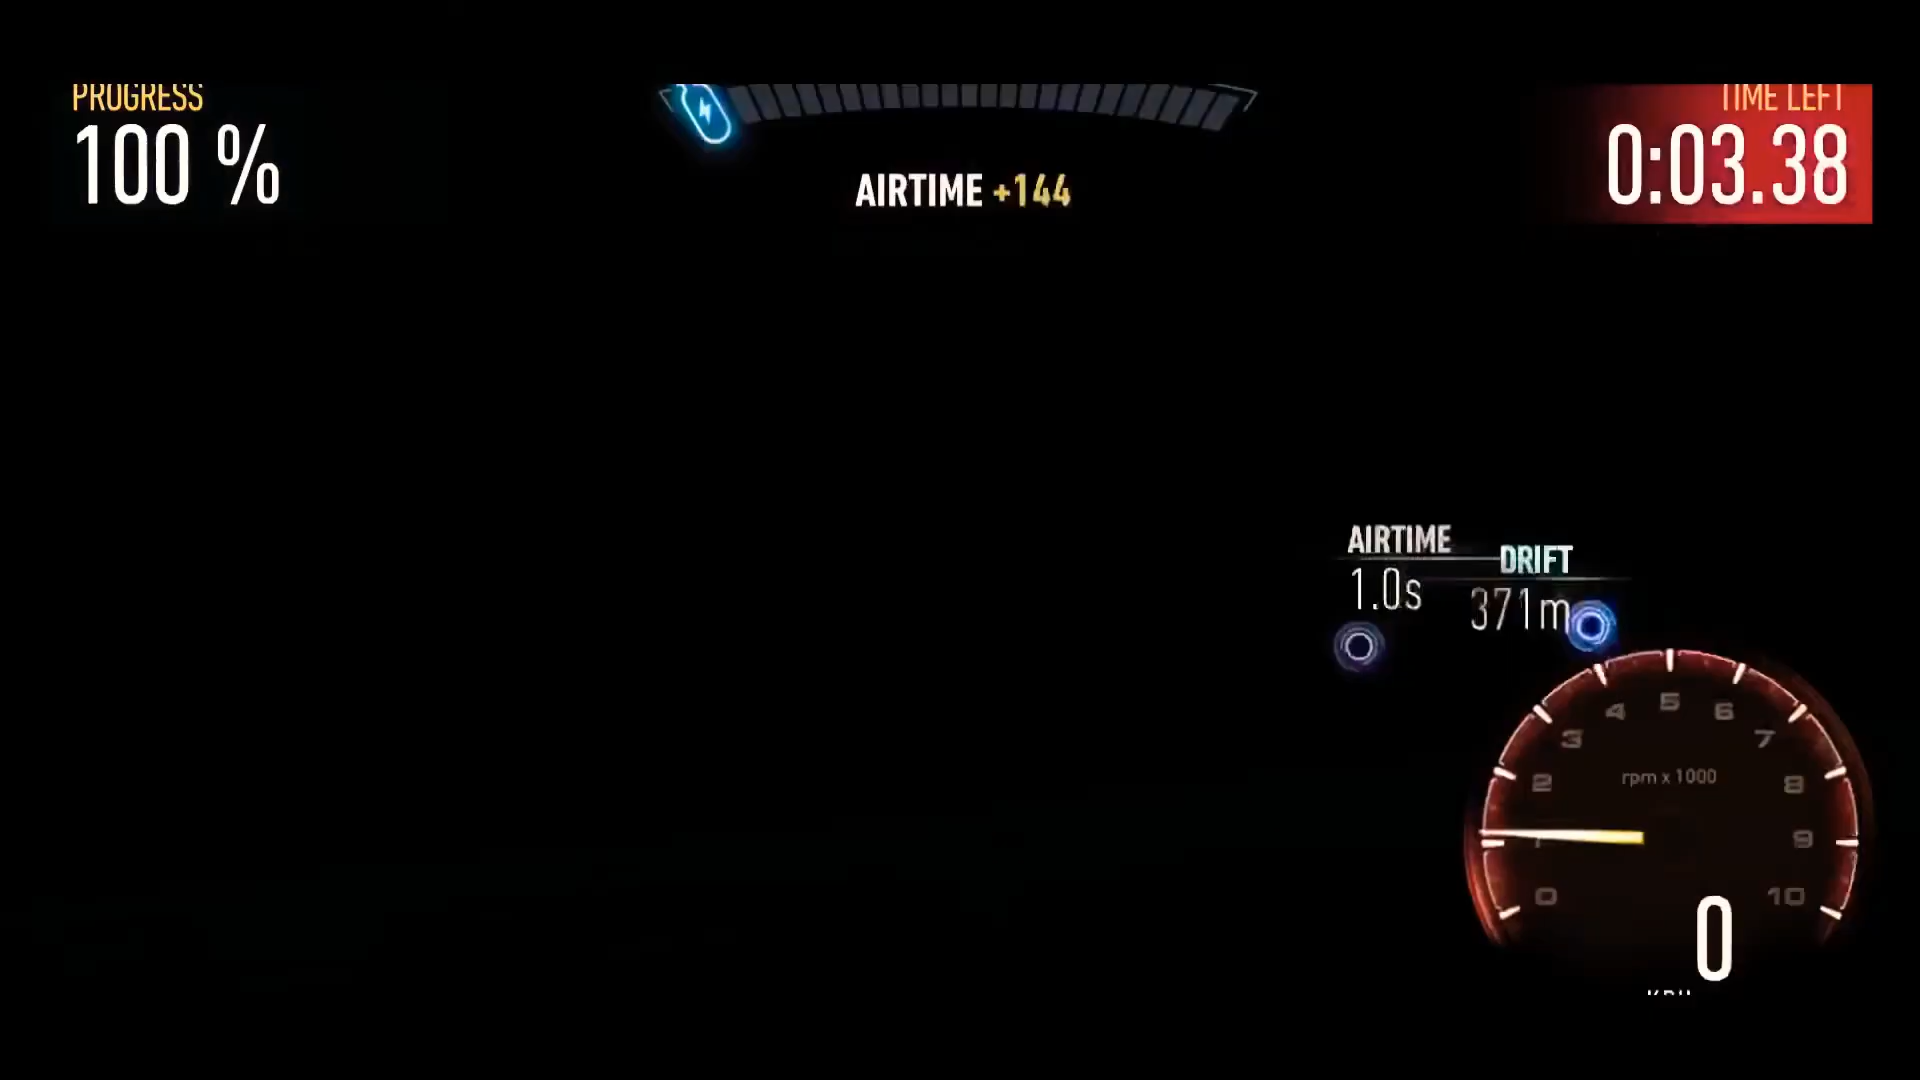 PROGRESS
100 %
AIRTIME +144
TIME LEFT
0:03.38
AIRTIME
1.0s
DRIFT
371m
0 1 2 3 4 5 6 7 8 9 10
rpm x 1000
0